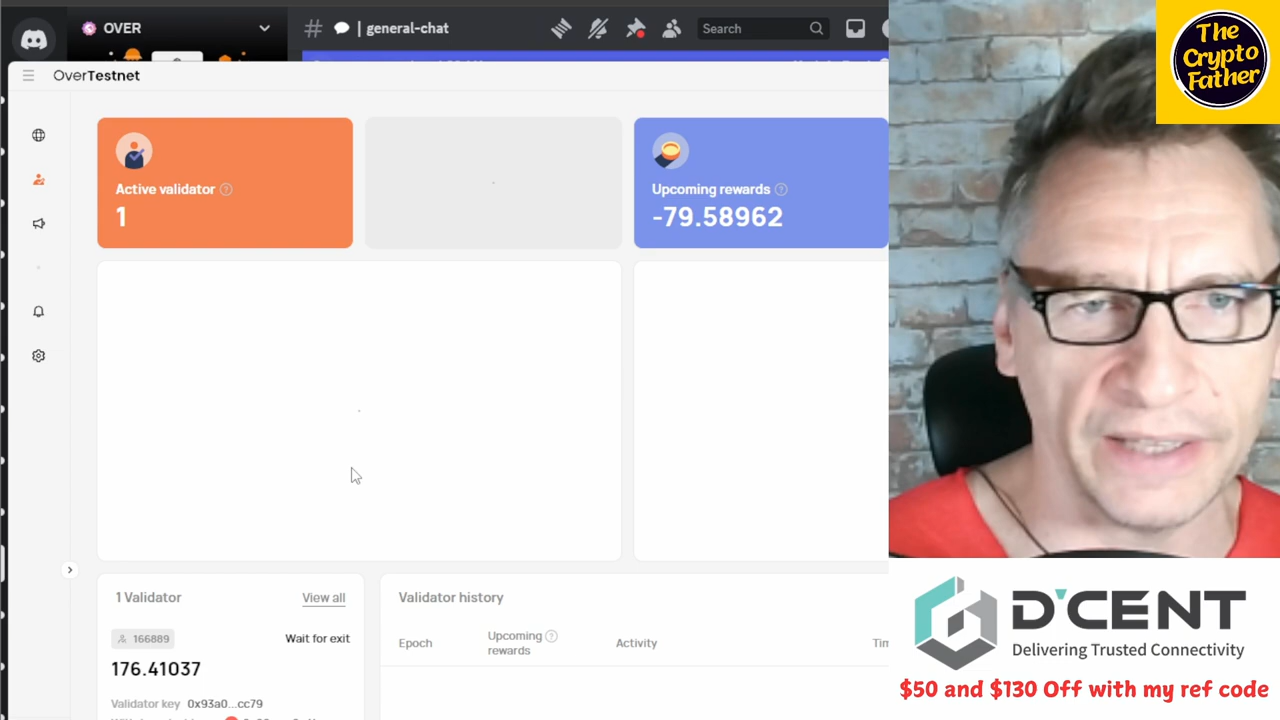 OVER
# | general-chat
Search
OverTestnet
Active validator ?
1
Upcoming rewards ?
-79.58962
1 Validator
View all
166889
Wait for exit
176.41037
Validator key 0x93a0...cc79
Validator history
Epoch
Upcoming rewards ?
Activity
The
Crypto
Father
D'CENT
Delivering Trusted Connectivity
$50 and $130 Off with my ref code